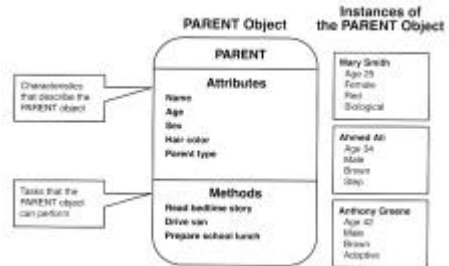 PARENT Object
Instances of
the PARENT Object
PARENT
Attributes
Name
Age
Sex
Hair color
Parent type
Methods
Read bedtime story
Drive van
Prepare school lunch
Characteristics
that describe the
PARENT object
Tasks that the
PARENT object
can perform
Mary Smith
Age 25
Female
Red
Biological
Ahmed Ali
Age 34
Male
Brown
Step
Anthony Greene
Age 42
Male
Brown
Adoptive